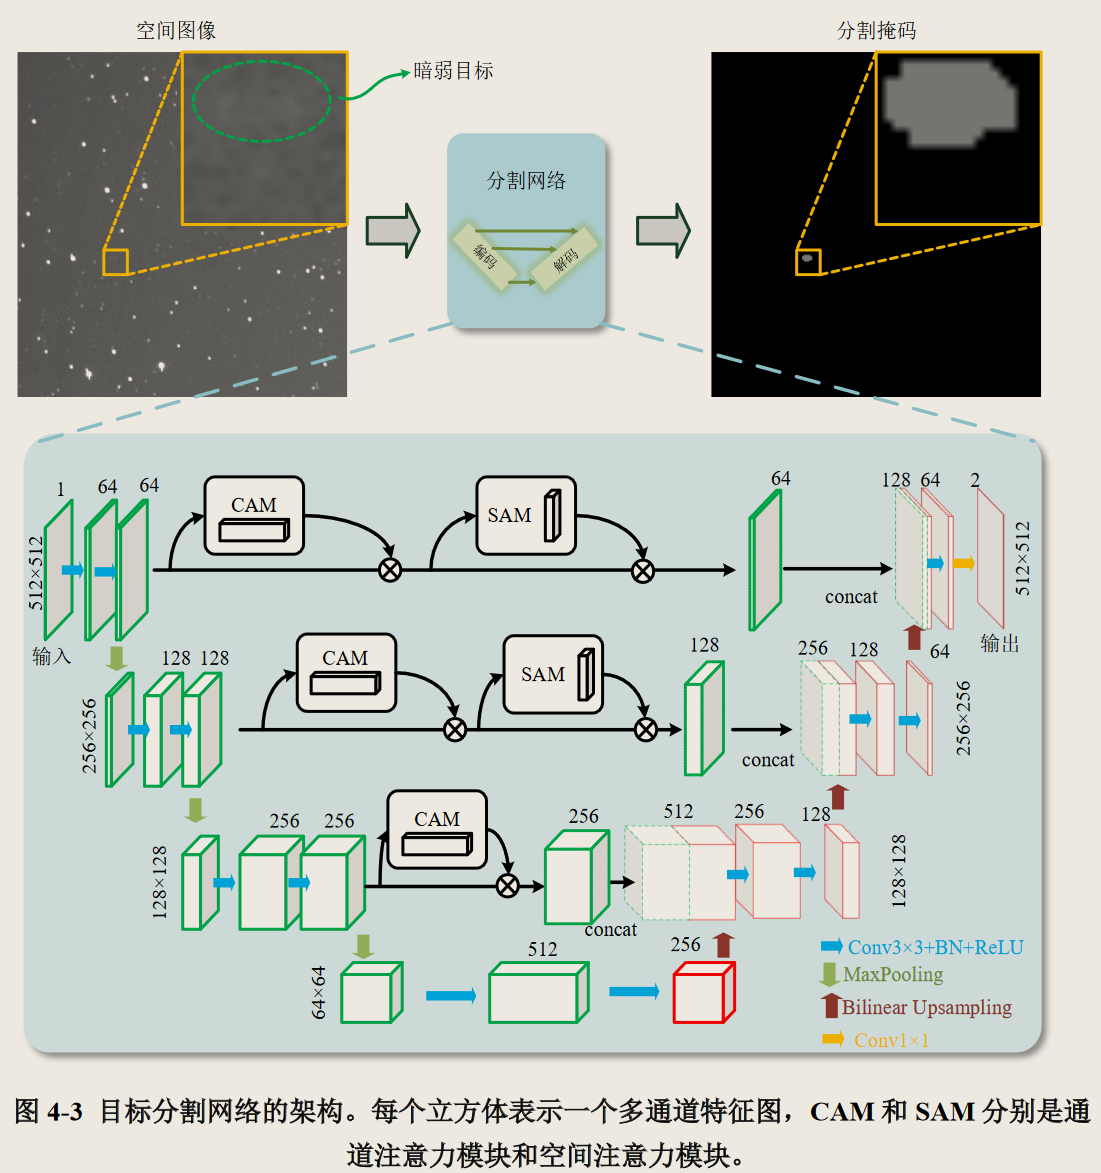 空间图像
分割掩码
暗弱目标
分割网络
编码
解码
1
64
64
CAM
SAM
64
128
64
2
512×512
512×512
concat
输入
输出
128
128
CAM
SAM
128
256
128
64
256×256
256×256
concat
256
256
CAM
256
512
256
128
128×128
128×128
concat
512
256
64×64
Conv3×3+BN+ReLU
MaxPooling
Bilinear Upsampling
Conv1×1
图 4-3 目标分割网络的架构。每个立方体表示一个多通道特征图，CAM 和 SAM 分别是通
道注意力模块和空间注意力模块。